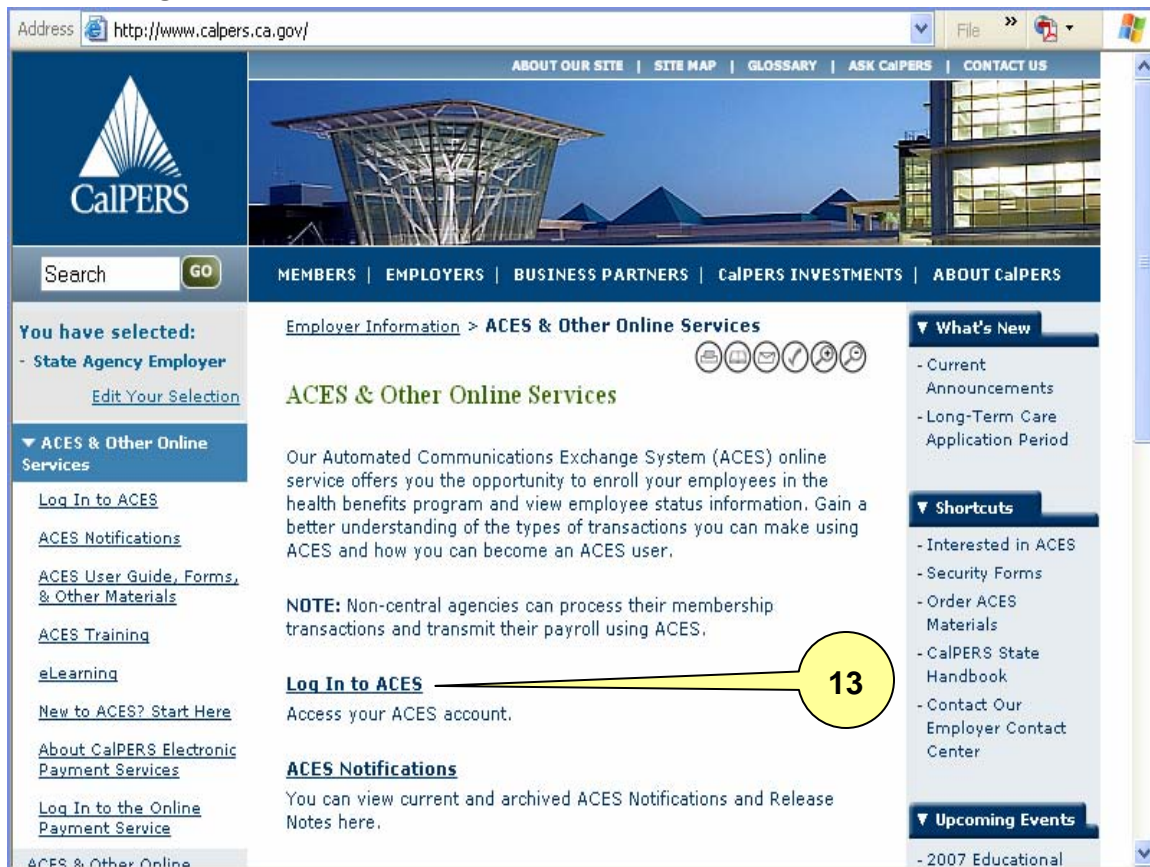 Address http://www.calpers.ca.gov/ File »
ABOUT OUR SITE | SITE MAP | GLOSSARY | ASK CalPERS | CONTACT US
CalPERS
Search GO
MEMBERS | EMPLOYERS | BUSINESS PARTNERS | CalPERS INVESTMENTS | ABOUT CalPERS
You have selected:
- State Agency Employer
Edit Your Selection
▼ ACES & Other Online
Services
Log In to ACES
ACES Notifications
ACES User Guide, Forms,
& Other Materials
ACES Training
eLearning
New to ACES? Start Here
About CalPERS Electronic
Payment Services
Log In to the Online
Payment Service
ACES & Other Online
Employer Information > ACES & Other Online Services
ACES & Other Online Services
Our Automated Communications Exchange System (ACES) online
service offers you the opportunity to enroll your employees in the
health benefits program and view employee status information. Gain a
better understanding of the types of transactions you can make using
ACES and how you can become an ACES user.
NOTE: Non-central agencies can process their membership
transactions and transmit their payroll using ACES.
Log In to ACES
13
Access your ACES account.
ACES Notifications
You can view current and archived ACES Notifications and Release
Notes here.
▼ What's New
- Current
Announcements
- Long-Term Care
Application Period
▼ Shortcuts
- Interested in ACES
- Security Forms
- Order ACES
Materials
- CalPERS State
Handbook
- Contact Our
Employer Contact
Center
▼ Upcoming Events
- 2007 Educational